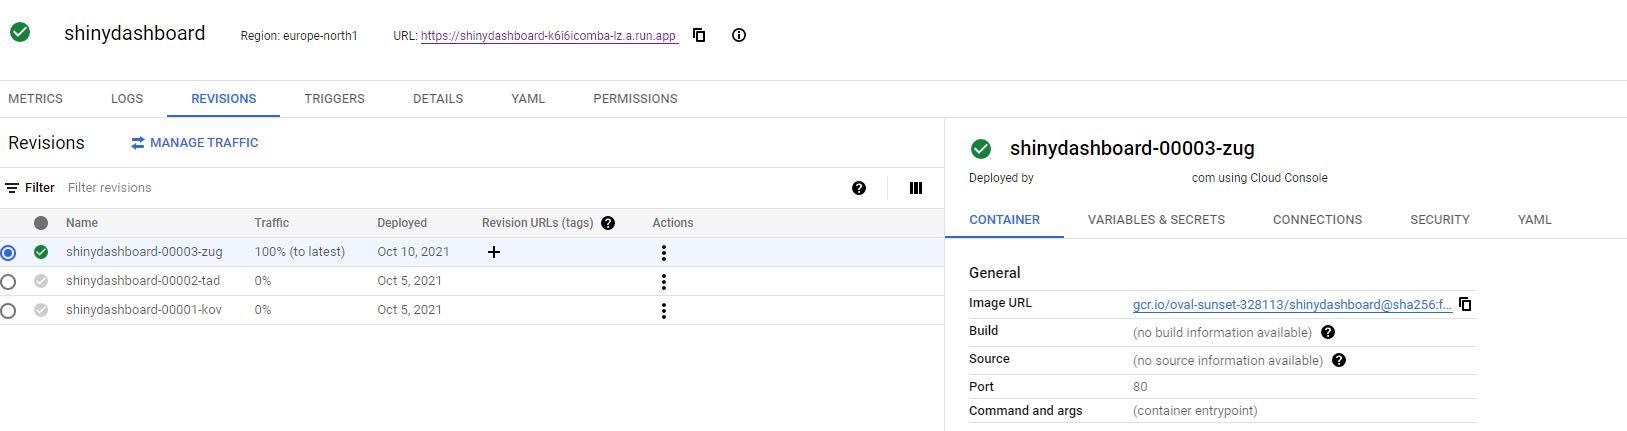 shinydashboard Region: europe-north1 URL: https://shinydashboard-k6i6icomba-lz.a.run.app
METRICS LOGS REVISIONS TRIGGERS DETAILS YAML PERMISSIONS
Revisions MANAGE TRAFFIC
Filter Filter revisions
Name Traffic Deployed Revision URLs (tags) Actions
shinydashboard-00003-zug 100% (to latest) Oct 10, 2021
shinydashboard-00002-tad 0% Oct 5, 2021
shinydashboard-00001-kov 0% Oct 5, 2021
shinydashboard-00003-zug
Deployed by com using Cloud Console
CONTAINER VARIABLES & SECRETS CONNECTIONS SECURITY YAML
General
Image URL gcr.io/oval-sunset-328113/shinydashboard@sha256:f...
Build (no build information available)
Source (no source information available)
Port 80
Command and args (container entrypoint)